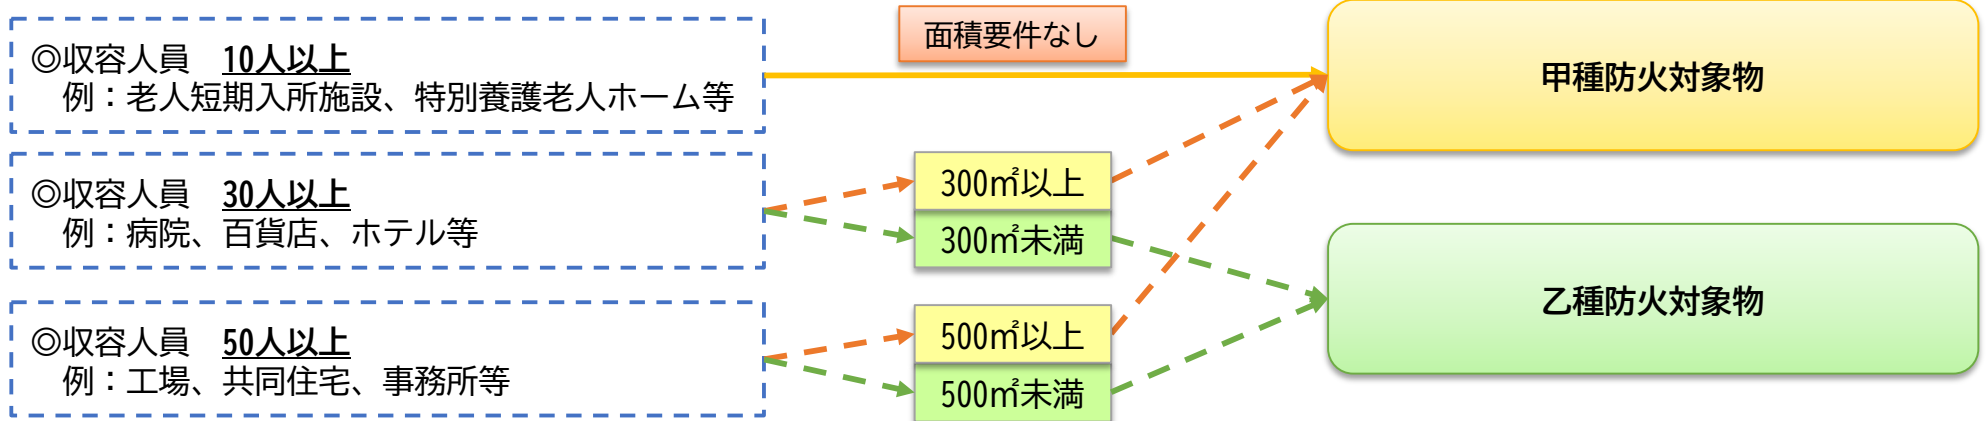 ◎収容人員　10人以上
例：老人短期入所施設、特別養護老人ホーム等
面積要件なし
甲種防火対象物
◎収容人員　30人以上
例：病院、百貨店、ホテル等
300㎡以上
300㎡未満
乙種防火対象物
◎収容人員　50人以上
例：工場、共同住宅、事務所等
500㎡以上
500㎡未満